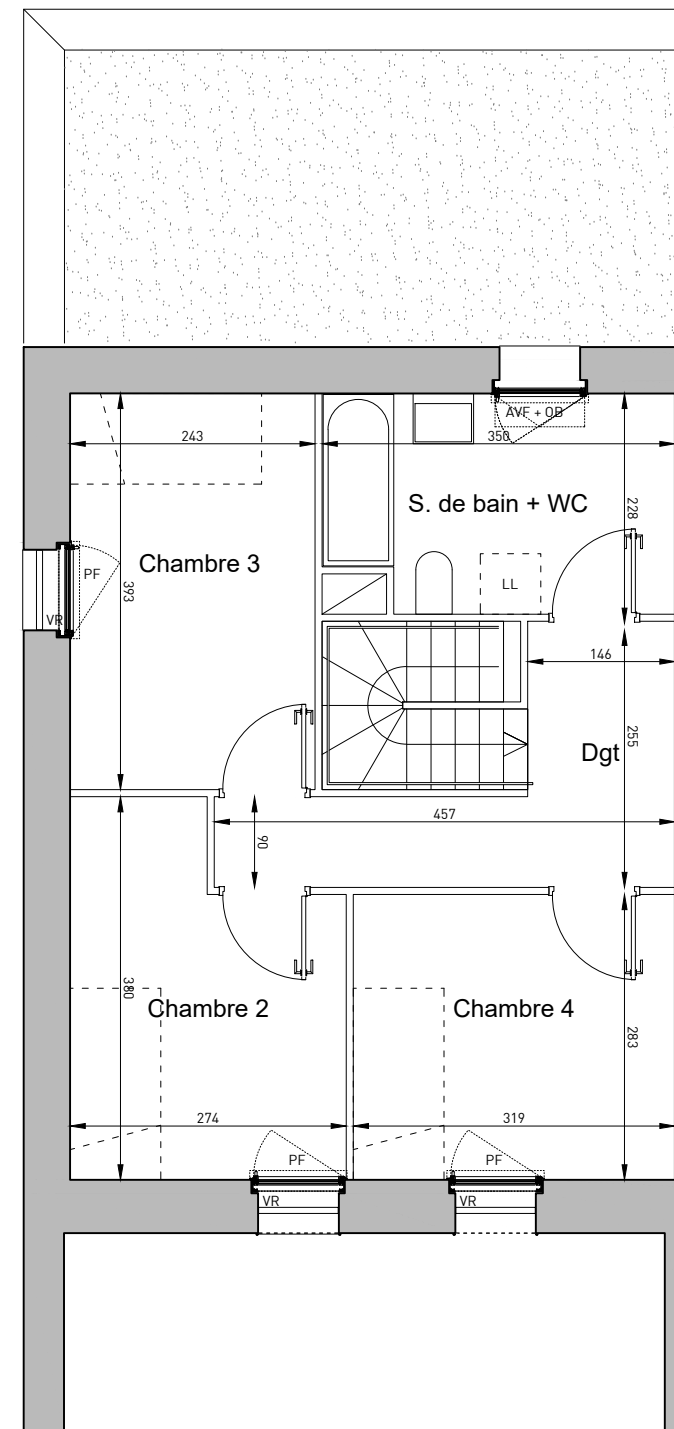 AVF + OB
243
350
S. de bain + WC
228
Chambre 3
PF
LL
393
VR
146
255
Dgt
457
90
380
Chambre 2
Chambre 4
283
274
319
PF
PF
VR
VR